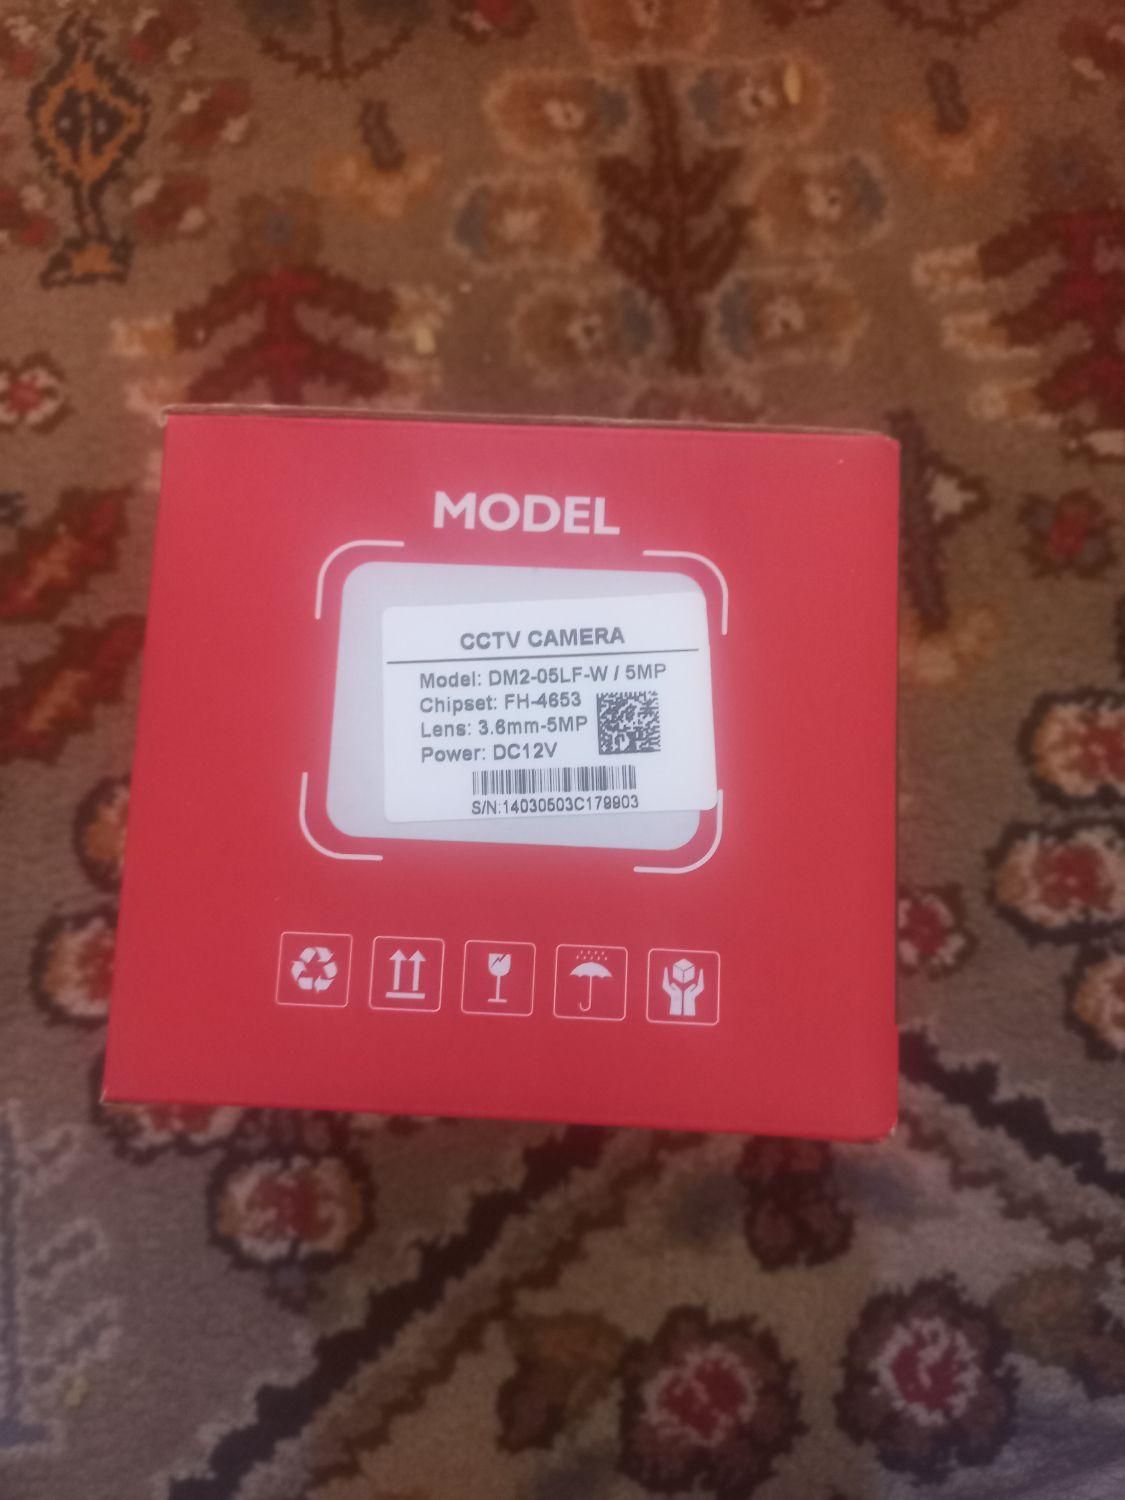 MODEL
CCTV CAMERA
Model: DM2-05LF-W / 5MP
Chipset: FH-4653
Lens: 3.6mm-5MP
Power: DC12V
S/N:14030503C179903